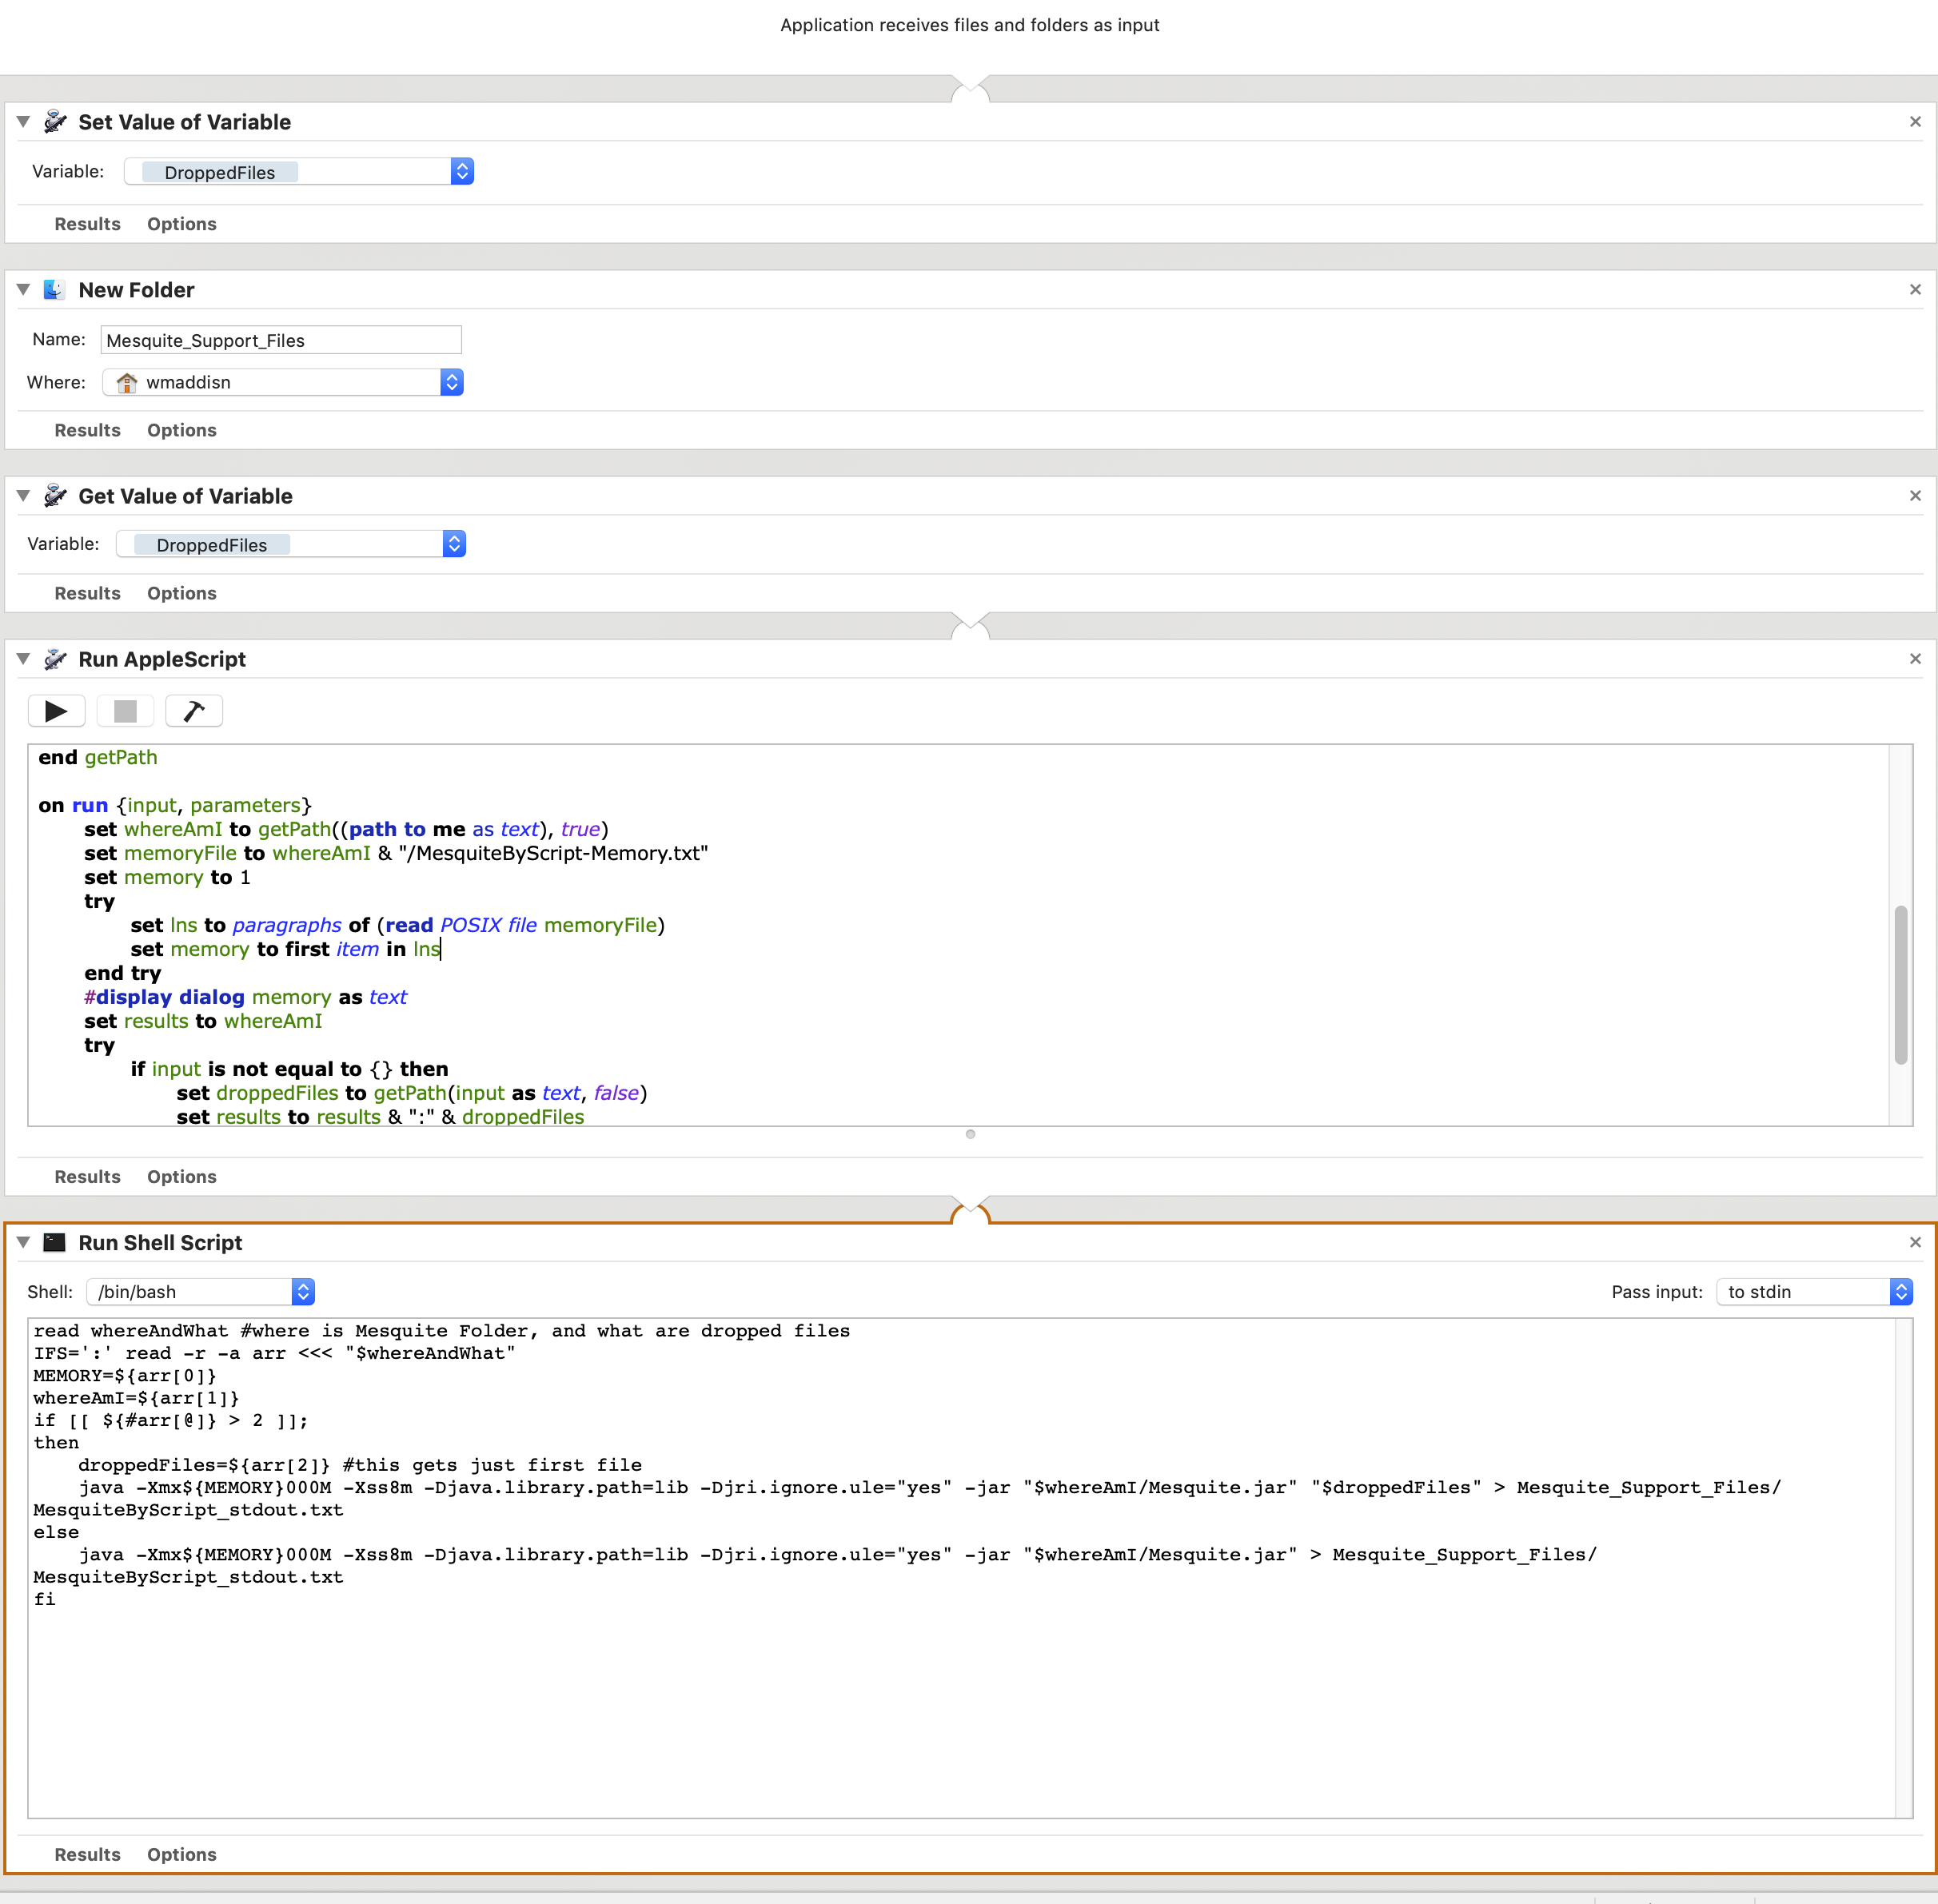 Application receives files and folders as input
Set Value of Variable
Variable: DroppedFiles
Results Options
New Folder
Name: Mesquite_Support_Files
Where: wmaddisn
Results Options
Get Value of Variable
Variable: DroppedFiles
Results Options
Run AppleScript
end getPath
on run {input, parameters}
set whereAmI to getPath((path to me as text), true)
set memoryFile to whereAmI & "/MesquiteByScript-Memory.txt"
set memory to 1
try
set lns to paragraphs of (read POSIX file memoryFile)
set memory to first item in lns
end try
#display dialog memory as text
set results to whereAmI
try
if input is not equal to {} then
set droppedFiles to getPath(input as text, false)
set results to results & ":" & droppedFiles
Results Options
Run Shell Script
Shell: /bin/bash Pass input: to stdin
read whereAndWhat #where is Mesquite Folder, and what are dropped files
IFS=':' read -r -a arr <<< "$whereAndWhat"
MEMORY=${arr[0]}
whereAmI=${arr[1]}
if [[ ${#arr[@]} > 2 ]];
then
droppedFiles=${arr[2]} #this gets just first file
java -Xmx${MEMORY}000M -Xss8m -Djava.library.path=lib -Djri.ignore.ule="yes" -jar "$whereAmI/Mesquite.jar" "$droppedFiles" > Mesquite_Support_Files/
MesquiteByScript_stdout.txt
else
java -Xmx${MEMORY}000M -Xss8m -Djava.library.path=lib -Djri.ignore.ule="yes" -jar "$whereAmI/Mesquite.jar" > Mesquite_Support_Files/
MesquiteByScript_stdout.txt
fi
Results Options